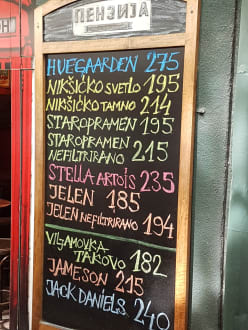 ПЕНЗИЈА
HUEGAARDEN 275
NIKŠIĆKO SVETLO 195
NIKŠIĆKO TAMNO 214
STAROPRAMEN 195
STAROPRAMEN
NEFILTRIRANO 215
STELLA ARTOIS 235
JELEN 185
JELEN NEFILTRIRANO 194
VILJAMOVKA
TAKOVO 182
JAMESON 215
JACK DANIELS 240